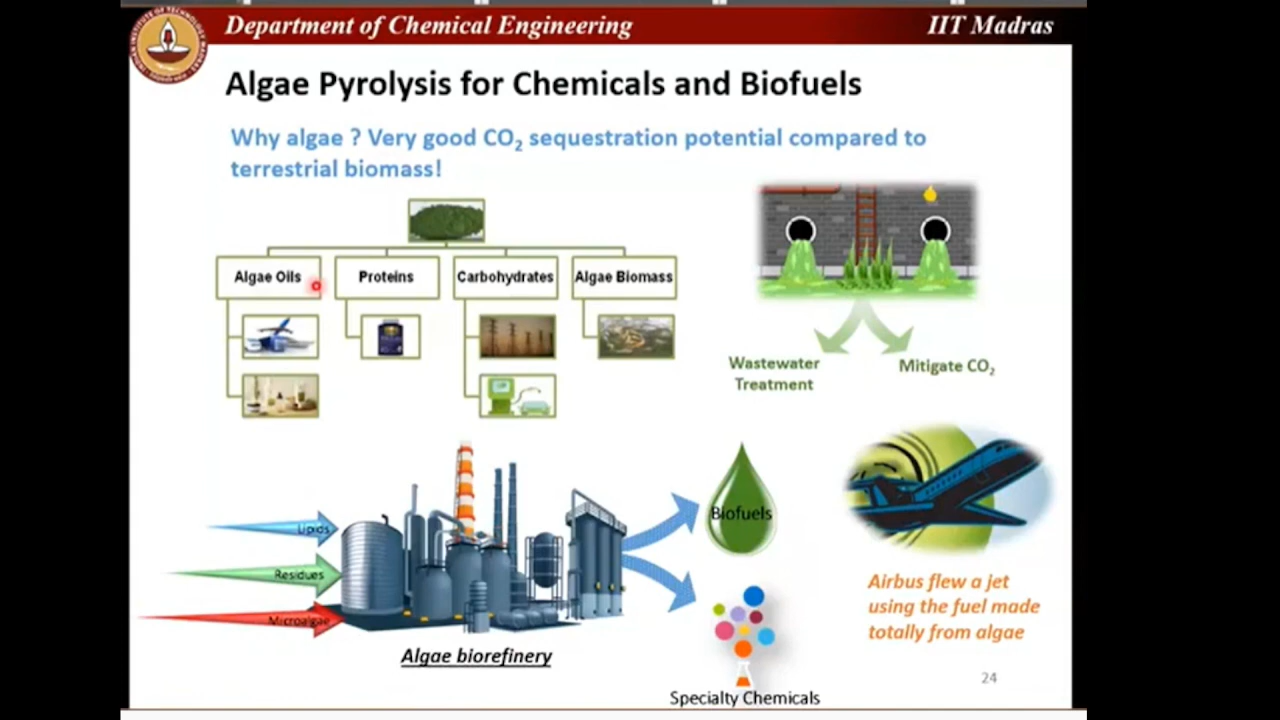 Department of Chemical Engineering
IIT Madras
Algae Pyrolysis for Chemicals and Biofuels
Why algae ? Very good CO₂ sequestration potential compared to
terrestrial biomass!
Algae Oils
Proteins
Carbohydrates
Algae Biomass
Wastewater
Treatment
Mitigate CO₂
Lipids
Residues
Microalgae
Algae biorefinery
Biofuels
Specialty Chemicals
Airbus flew a jet
using the fuel made
totally from algae
24